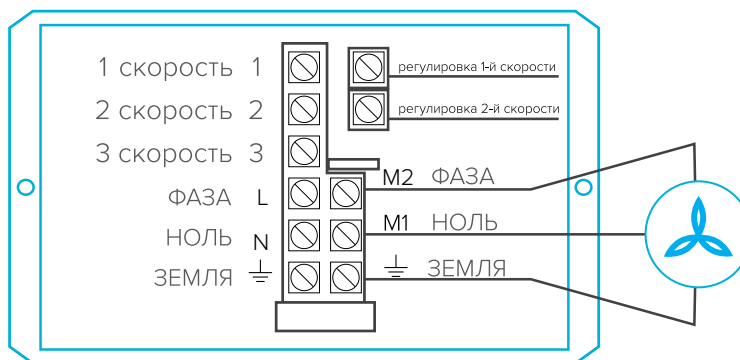 1 скорость 1
регулировка 1-й скорости
2 скорость 2
регулировка 2-й скорости
3 скорость 3
M2 ФАЗА
ФАЗА L
M1 НОЛЬ
НОЛЬ N
ЗЕМЛЯ
ЗЕМЛЯ